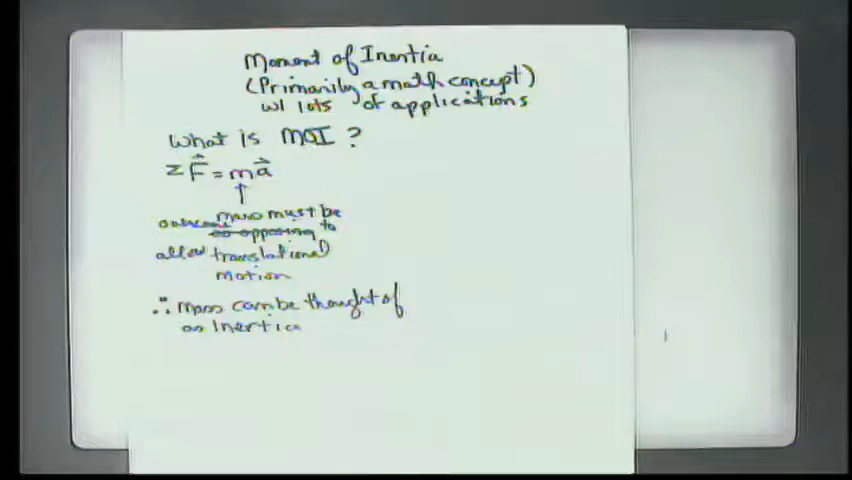 Moment of Inertia
(Primarily a math concept)
w/ lots of applications
What is MOI ?
ΣF⃗ = ma⃗
↑
mass must be
overcome to
allow translational
motion
∴ mass can be thought of
as Inertia